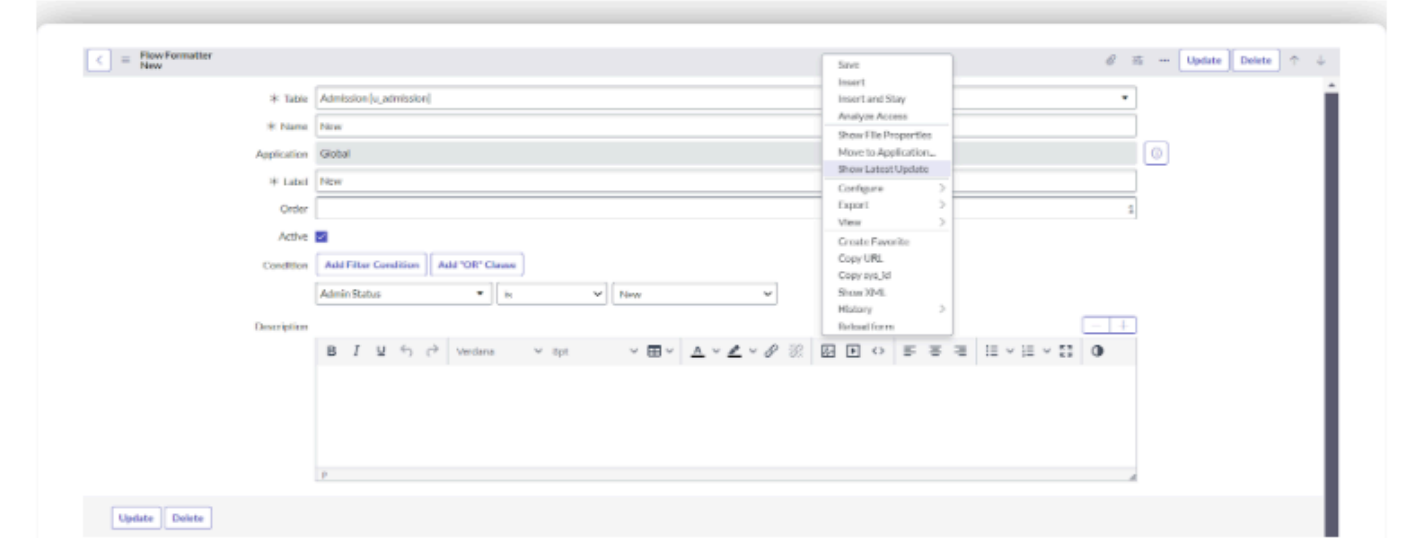 Flow Formatter
New
Update
Delete
* Table
Admission [u_admission]
* Name
New
Application
Global
* Label
New
Order
Active
Condition
Add Filter Condition
Add "OR" Clause
Admin Status
is
New
Description
Save
Insert
Insert and Stay
Analyze Access
Show File Properties
Move to Application...
Show Latest Update
Configure
Export
View
Create Favorite
Copy URL
Copy sys_id
Show XML
History
Reload form
B I U
Verdana
8pt
A
P
Update
Delete